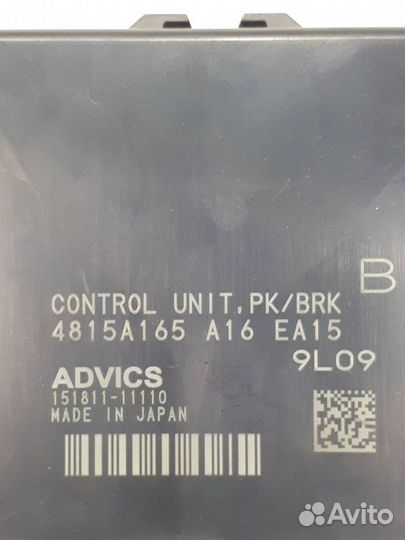 B
CONTROL UNIT, PK/BRK
4815A165 A16 EA15
9L09
ADVICS
151811-11110
MADE IN JAPAN
Avito